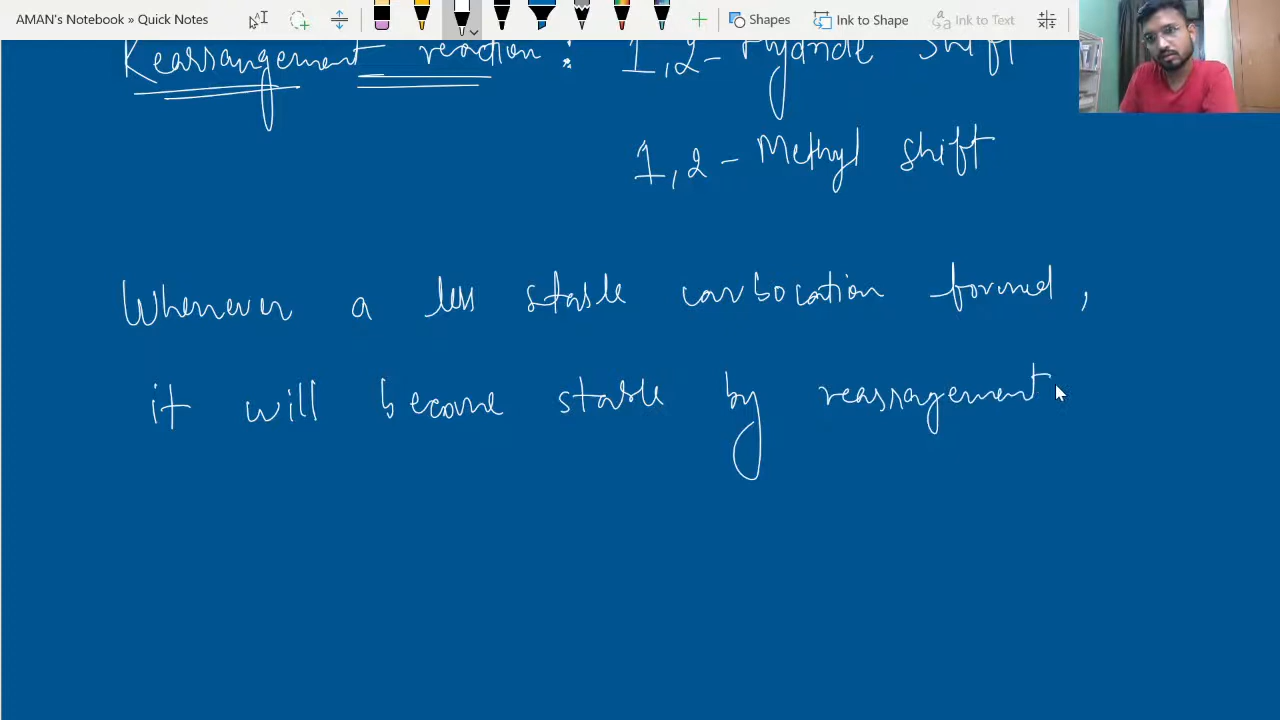 AMAN's Notebook » Quick Notes
Shapes
Ink to Shape
Ink to Text
Rearrangement reaction : 1,2- Hydride shift
1,2- Methyl shift
Whenever a less stable carbocation formed,
it will become stable by reasragement